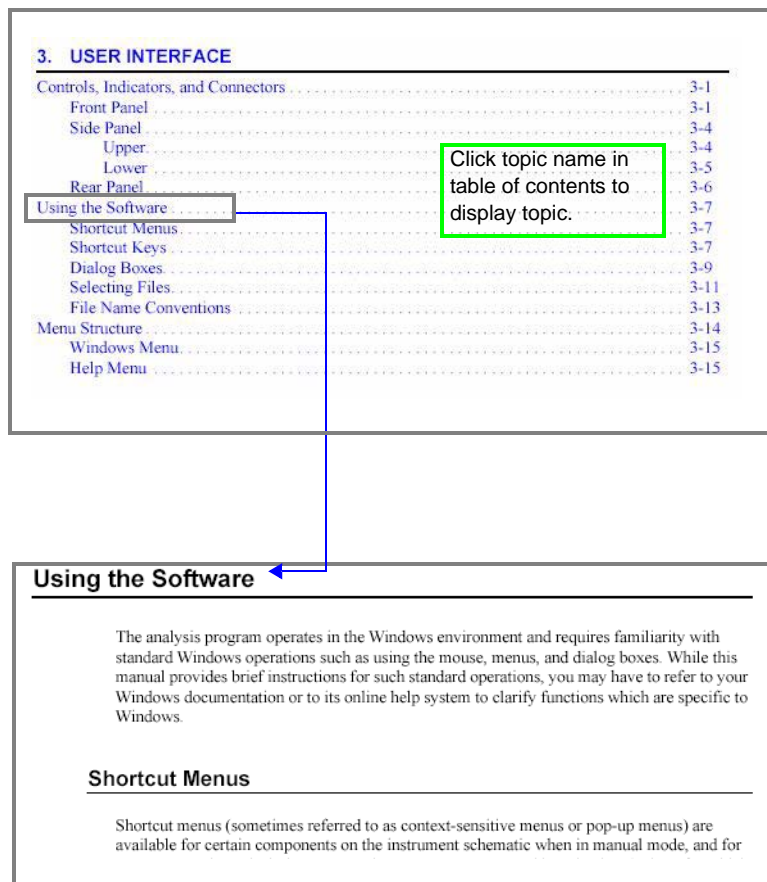 3. USER INTERFACE
Controls, Indicators, and Connectors . . . . . . . . . . 3-1
Front Panel . . . . . . . . . . 3-1
Side Panel . . . . . . . . . . 3-4
Upper . . . . . . . . . . 3-4
Lower . . . . . . . . . . 3-5
Rear Panel . . . . . . . . . . 3-6
Using the Software . . . . . . . . . . 3-7
Shortcut Menus . . . . . . . . . . 3-7
Shortcut Keys . . . . . . . . . . 3-7
Dialog Boxes . . . . . . . . . . 3-9
Selecting Files . . . . . . . . . . 3-11
File Name Conventions . . . . . . . . . . 3-13
Menu Structure . . . . . . . . . . 3-14
Windows Menu . . . . . . . . . . 3-15
Help Menu . . . . . . . . . . 3-15
Click topic name in
table of contents to
display topic.
Using the Software
The analysis program operates in the Windows environment and requires familiarity with
standard Windows operations such as using the mouse, menus, and dialog boxes. While this
manual provides brief instructions for such standard operations, you may have to refer to your
Windows documentation or to its online help system to clarify functions which are specific to
Windows.
Shortcut Menus
Shortcut menus (sometimes referred to as context-sensitive menus or pop-up menus) are
available for certain components on the instrument schematic when in manual mode, and for